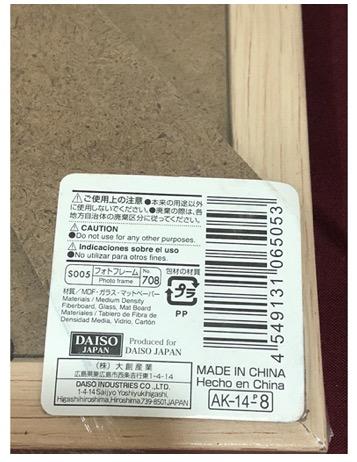 ⚠ご使用上の注意 ●本来の用途以外
に使用しないでください。●廃棄の際は、各
地方自治体の廃棄区分に従ってください。
⚠CAUTION
●Do not use for any other purposes.
⚠Indicaciones sobre el uso
●No utilizar para otros fines.
S005 フォトフレーム Photo frame No. 708
包材の材質
プラ
PP
材質/MDF・ガラス・マットペーパー
Materials / Medium Density
Fiberboard, Glass, Mat Board
Materiales / Tablero de Fibra de
Densidad Media, Vidrio, Cartón
DAISO
JAPAN
Produced for
DAISO JAPAN
(株)大創産業
広島県東広島市西条吉行東1-4-14
DAISO INDUSTRIES CO.,LTD.
1-4-14 Saijyo Yoshiyukihigashi,
Higashihiroshima, Hiroshima 739-8501 JAPAN
4 549131 065053
MADE IN CHINA
Hecho en China
AK-14-P-8